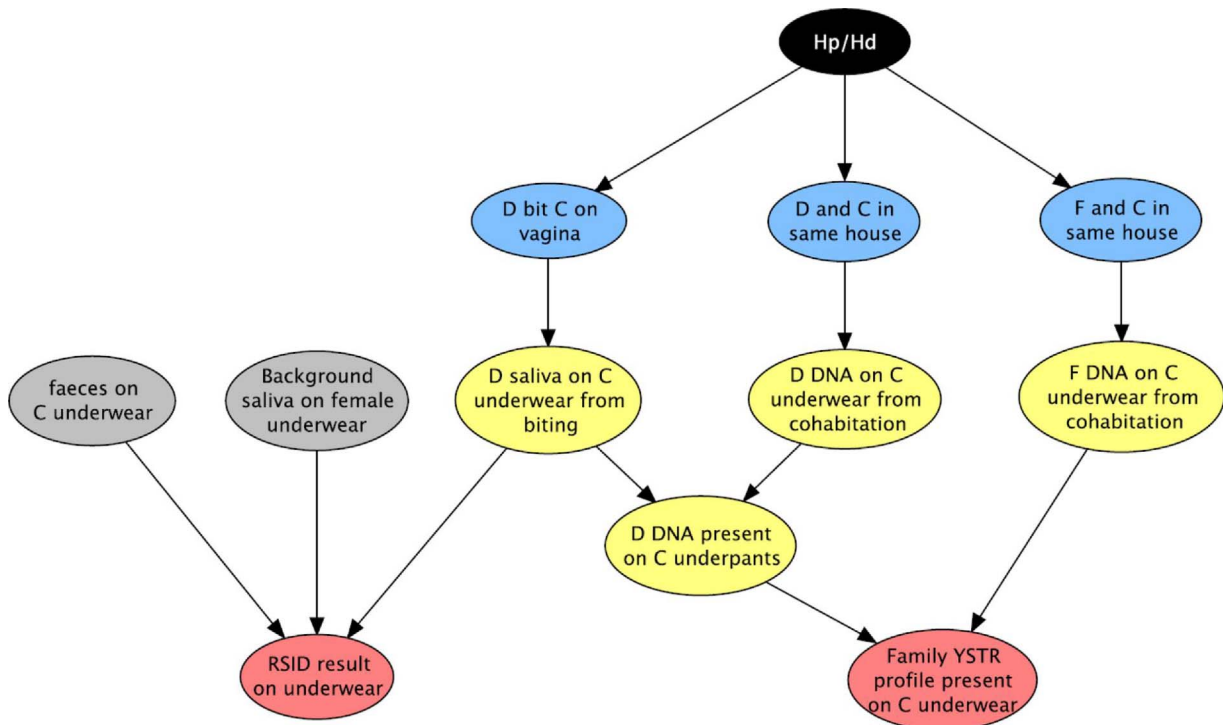 Hp/Hd
D bit C on
vagina
D and C in
same house
F and C in
same house
faeces on
C underwear
Background
saliva on female
underwear
D saliva on C
underwear from
biting
D DNA on C
underwear from
cohabitation
F DNA on C
underwear from
cohabitation
D DNA present
on C underpants
RSID result
on underwear
Family YSTR
profile present
on C underwear